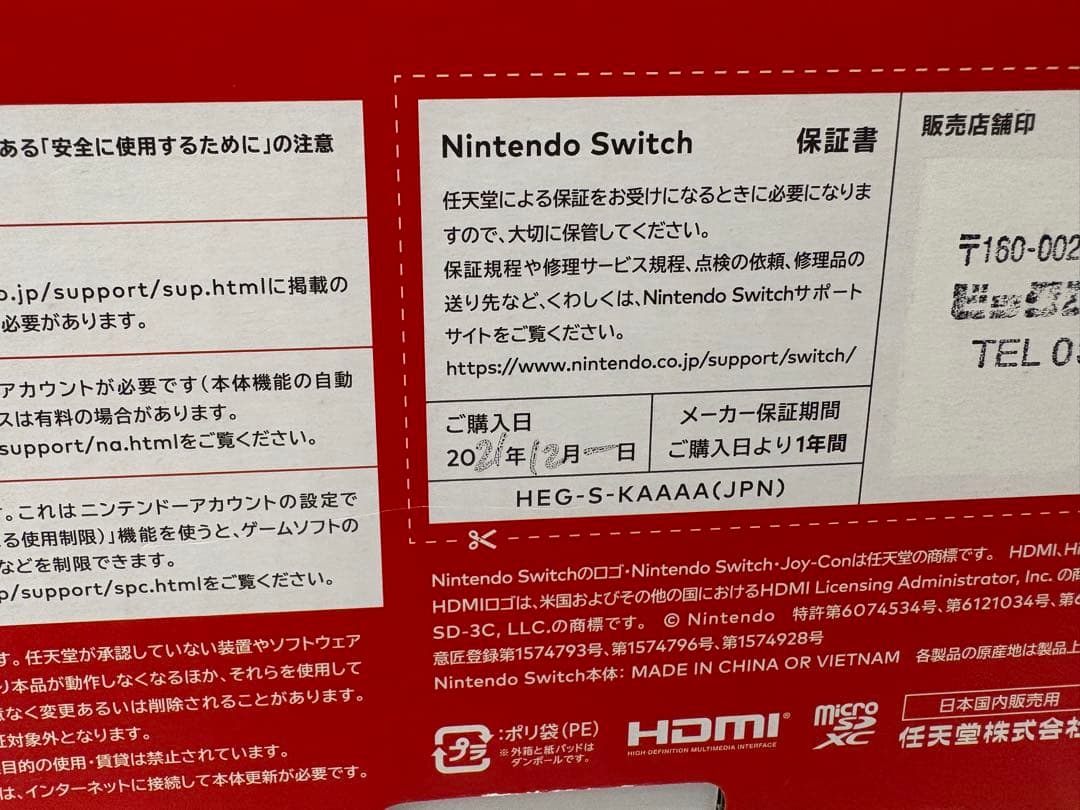 ある「安全に使用するために」の注意
o.jp/support/sup.htmlに掲載の
必要があります。
アカウントが必要です(本体機能の自動
スは有料の場合があります。
support/na.htmlをご覧ください。
す。これはニンテンドーアカウントの設定で
る使用制限)」機能を使うと、ゲームソフトの
などを制限できます。
p/support/spc.htmlをご覧ください。
す。任天堂が承認していない装置やソフトウェア
り本品が動作しなくなるほか、それらを使用して
意なく変更あるいは削除されることがあります。
証対象外となります。
目的の使用・賃貸は禁止されています。
は、インターネットに接続して本体更新が必要です。
Nintendo Switch 保証書
任天堂による保証をお受けになるときに必要になりま
すので、大切に保管してください。
保証規程や修理サービス規程、点検の依頼、修理品の
送り先など、くわしくは、Nintendo Switchサポート
サイトをご覧ください。
https://www.nintendo.co.jp/support/switch/
ご購入日
2021年12月一日
メーカー保証期間
ご購入日より1年間
HEG-S-KAAAA(JPN)
販売店舗印
〒160-002
ビック
TEL 0
Nintendo Switchのロゴ・Nintendo Switch・Joy-Conは任天堂の商標です。 HDMI、H
HDMIロゴは、米国およびその他の国におけるHDMI Licensing Administrator, Inc. の商
SD-3C, LLC.の商標です。 © Nintendo 特許第6074534号、第6121034号、第6
意匠登録第1574793号、第1574796号、第1574928号
Nintendo Switch本体: MADE IN CHINA OR VIETNAM 各製品の原産地は製品上
プラ
:ポリ袋(PE)
※外箱と紙パッドは
ダンボールです。
HDMI®
HIGH-DEFINITION MULTIMEDIA INTERFACE
micro
SD
XC
日本国内販売用
任天堂株式会社